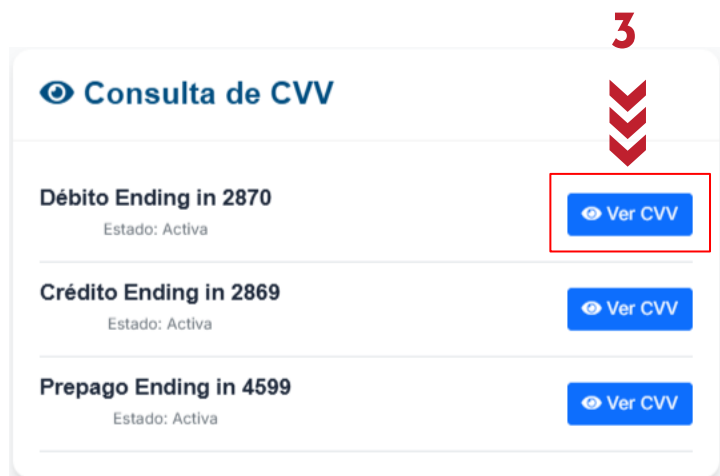 3
Consulta de CVV
Débito Ending in 2870
Estado: Activa
Ver CVV
Crédito Ending in 2869
Estado: Activa
Ver CVV
Prepago Ending in 4599
Estado: Activa
Ver CVV